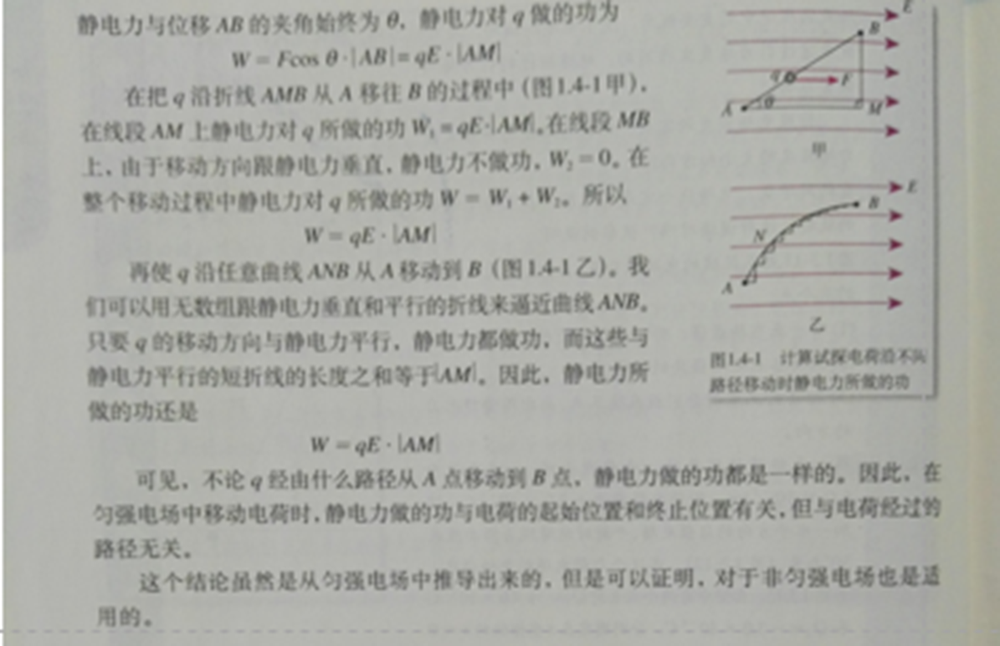 静电力与位移 AB 的夹角始终为 θ，静电力对 q 做的功为
W = Fcos θ·|AB| = qE·|AM|
在把 q 沿折线 AMB 从 A 移往 B 的过程中（图1.4-1甲），
在线段 AM 上静电力对 q 所做的功 W₁ = qE·|AM|。在线段 MB
上，由于移动方向跟静电力垂直，静电力不做功，W₂ = 0。在
整个移动过程中静电力对 q 所做的功 W = W₁ + W₂。所以
W = qE·|AM|
再使 q 沿任意曲线 ANB 从 A 移动到 B（图1.4-1乙）。我
们可以用无数组跟静电力垂直和平行的折线来逼近曲线 ANB。
只要 q 的移动方向与静电力平行，静电力都做功，而这些与
静电力平行的短折线的长度之和等于|AM|。因此，静电力所
做的功还是
W = qE·|AM|
可见，不论 q 经由什么路径从 A 点移动到 B 点，静电力做的功都是一样的。因此，在
匀强电场中移动电荷时，静电力做的功与电荷的起始位置和终止位置有关，但与电荷经过的
路径无关。
这个结论虽然是从匀强电场中推导出来的，但是可以证明，对于非匀强电场也是适
用的。
E
B
q
F
A
θ
M
甲
E
B
N
A
乙
图1.4-1 计算试探电荷沿不同
路径移动时静电力所做的功